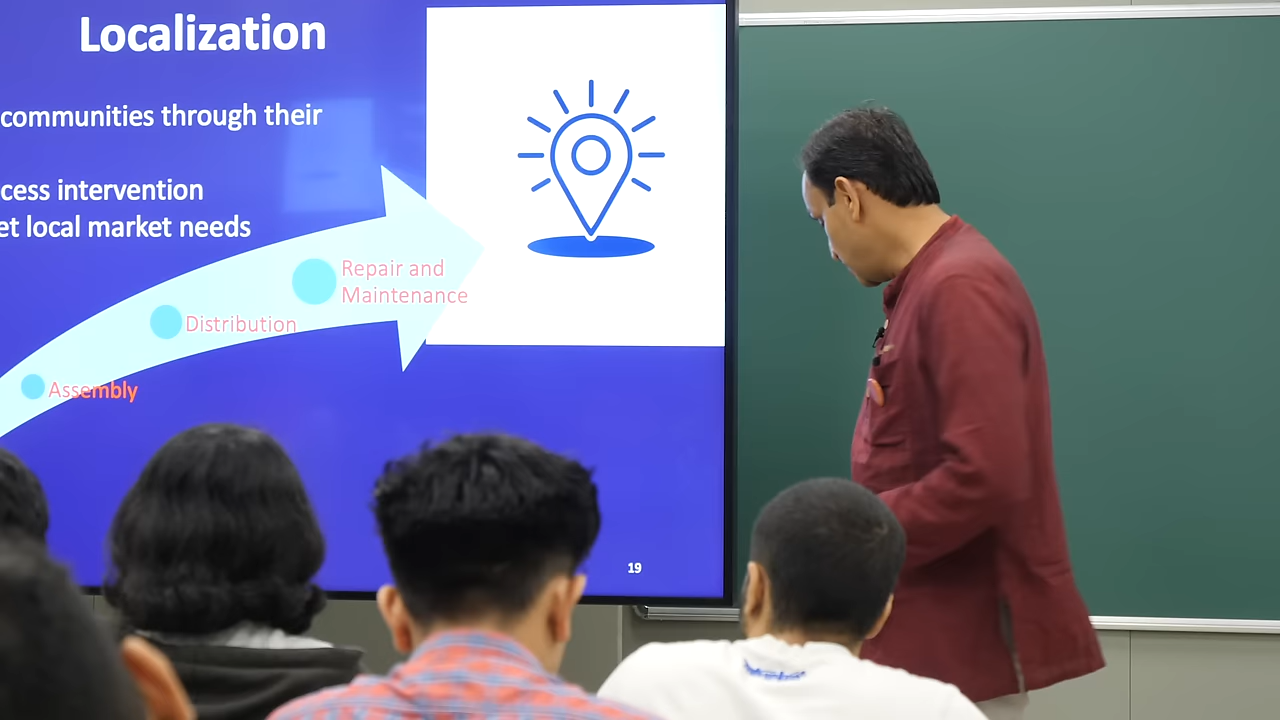 Localization
communities through their
cess intervention
et local market needs
Repair and
Maintenance
Distribution
Assembly
19